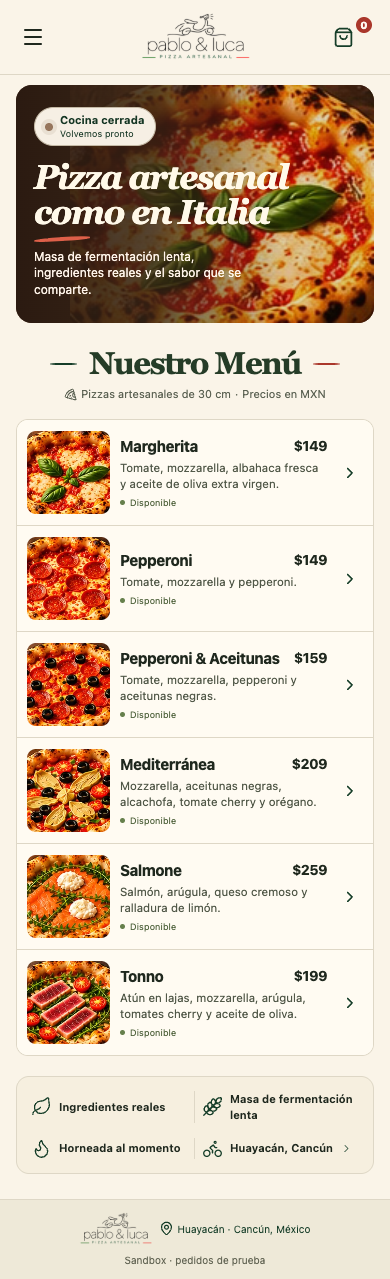 pablo & luca
PIZZA ARTESANAL
0
Cocina cerrada
Volvemos pronto
Pizza artesanal
como en Italia
Masa de fermentación lenta,
ingredientes reales y el sabor que se
comparte.
Nuestro Menú
Pizzas artesanales de 30 cm · Precios en MXN
Margherita $149
Tomate, mozzarella, albahaca fresca
y aceite de oliva extra virgen.
Disponible
Pepperoni $149
Tomate, mozzarella y pepperoni.
Disponible
Pepperoni & Aceitunas $159
Tomate, mozzarella, pepperoni y
aceitunas negras.
Disponible
Mediterránea $209
Mozzarella, aceitunas negras,
alcachofa, tomate cherry y orégano.
Disponible
Salmone $259
Salmón, arúgula, queso cremoso y
ralladura de limón.
Disponible
Tonno $199
Atún en lajas, mozzarella, arúgula,
tomates cherry y aceite de oliva.
Disponible
Ingredientes reales
Masa de fermentación
lenta
Horneada al momento
Huayacán, Cancún
pablo & luca
PIZZA ARTESANAL
Huayacán · Cancún, México
Sandbox · pedidos de prueba